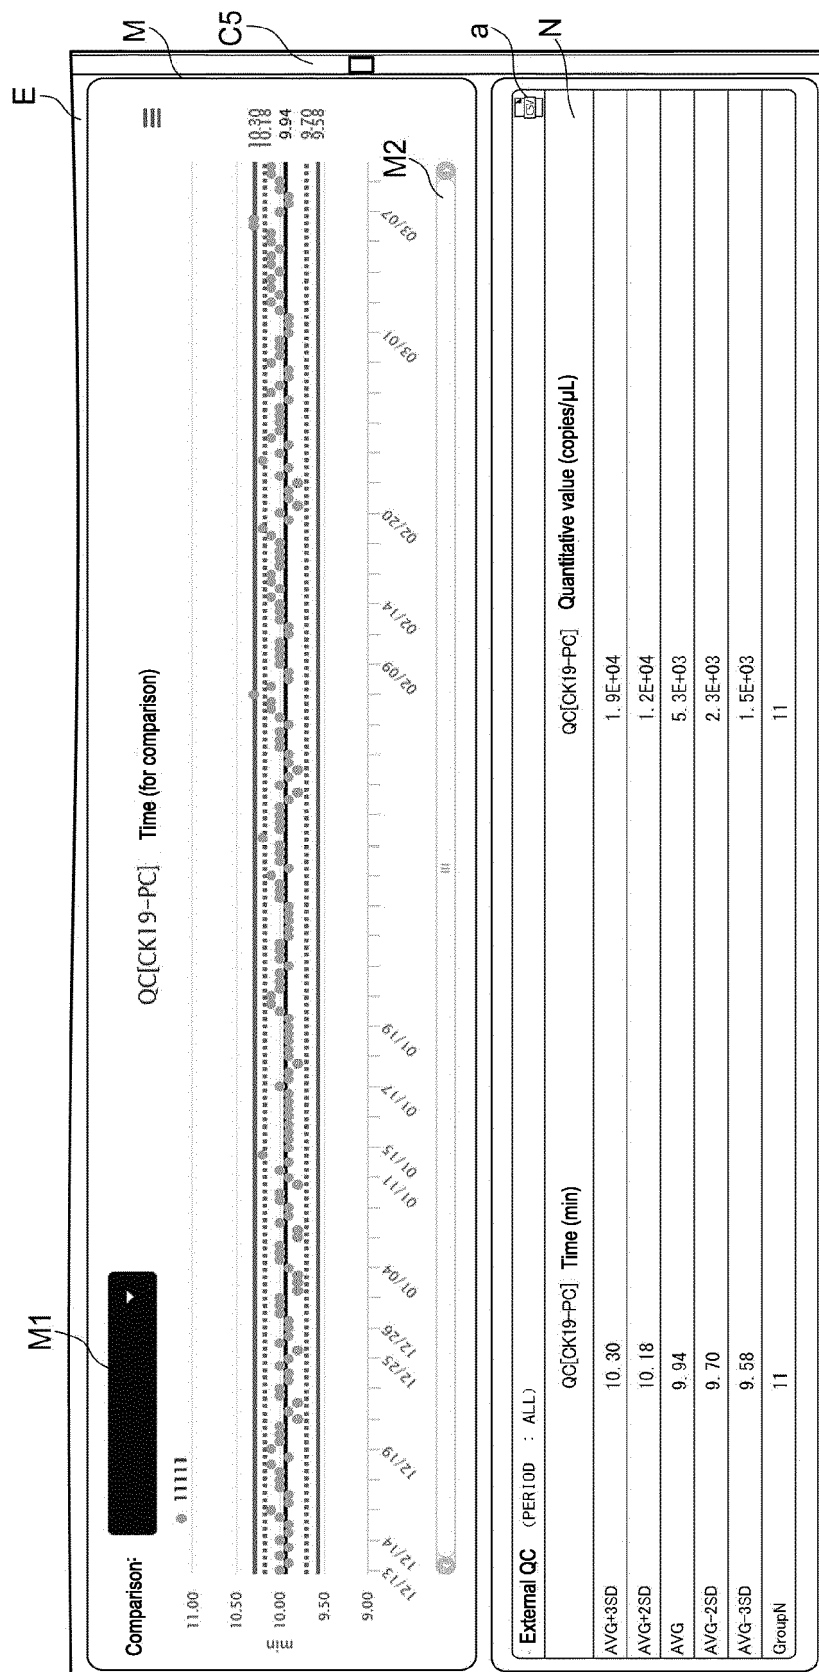 E
M
C5
M1
Comparison:
QC[CK19-PC] Time (for comparison)
11111
11.00
10.50
10.00
9.50
9.00
min
10.30
10.18
9.94
9.70
9.58
12/13
12/14
12/19
12/25
12/26
01/04
01/11
01/15
01/17
01/19
02/09
02/14
02/20
03/01
03/07
M2
a
N
External QC (PERIOD : ALL)
CSV
QC[CK19-PC] Time (min) QC[CK19-PC] Quantitative value (copies/μL)
AVG+3SD 10.30 1.9E+04
AVG+2SD 10.18 1.2E+04
AVG 9.94 5.3E+03
AVG-2SD 9.70 2.3E+03
AVG-3SD 9.58 1.5E+03
GroupN 11 11